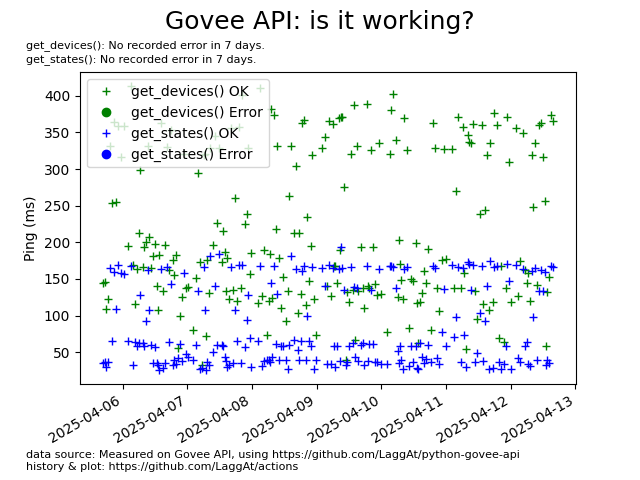 Govee API: is it working?
get_devices(): No recorded error in 7 days.
get_states(): No recorded error in 7 days.
get_devices() OK
get_devices() Error
get_states() OK
get_states() Error
Ping (ms)
400
350
300
250
200
150
100
50
2025-04-06
2025-04-07
2025-04-08
2025-04-09
2025-04-10
2025-04-11
2025-04-12
2025-04-13
data source: Measured on Govee API, using https://github.com/LaggAt/python-govee-api
history & plot: https://github.com/LaggAt/actions